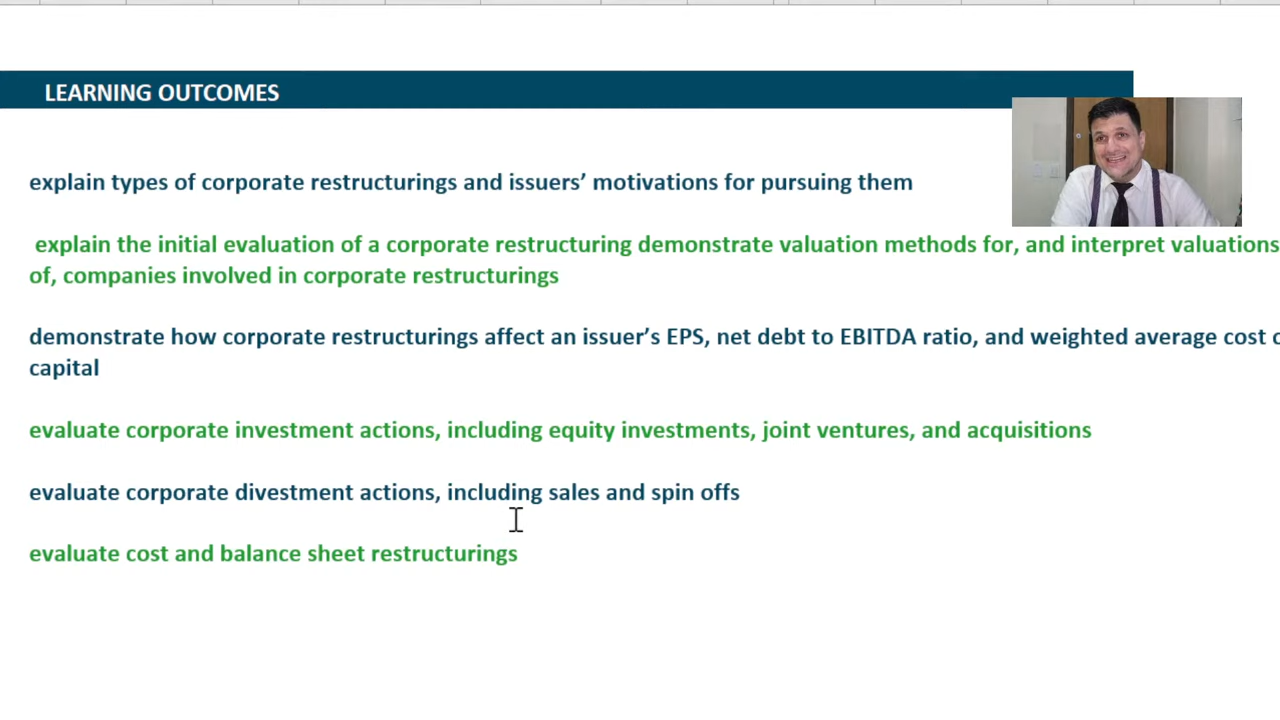 LEARNING OUTCOMES
explain types of corporate restructurings and issuers’ motivations for pursuing them
explain the initial evaluation of a corporate restructuring demonstrate valuation methods for, and interpret valuations
of, companies involved in corporate restructurings
demonstrate how corporate restructurings affect an issuer’s EPS, net debt to EBITDA ratio, and weighted average cost
capital
evaluate corporate investment actions, including equity investments, joint ventures, and acquisitions
evaluate corporate divestment actions, including sales and spin offs
evaluate cost and balance sheet restructurings